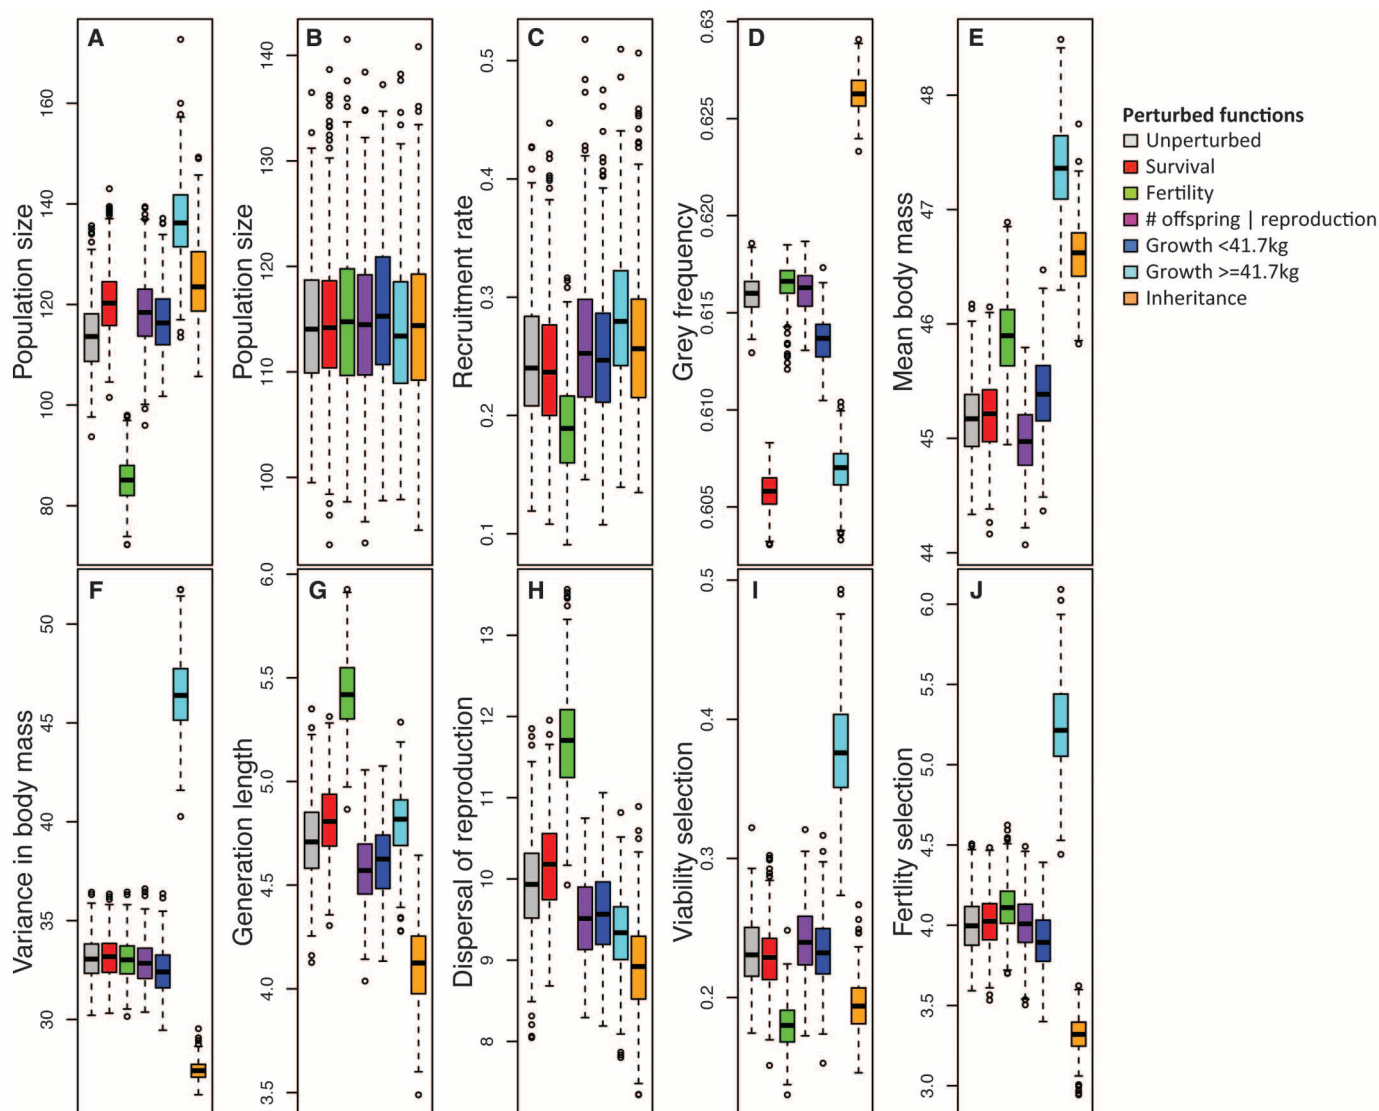 A
Population size
80
100
120
140
160
B
Population size
100
110
120
130
140
C
Recruitment rate
0.1
0.2
0.3
0.4
0.5
D
Grey frequency
0.605
0.610
0.615
0.620
0.625
0.63
E
Mean body mass
44
45
46
47
48
Perturbed functions
Unperturbed
Survival
Fertility
# offspring | reproduction
Growth <41.7kg
Growth >=41.7kg
Inheritance
F
Variance in body mass
30
35
40
45
50
G
Generation length
3.5
4.0
4.5
5.0
5.5
6.0
H
Dispersal of reproduction
8
9
10
11
12
13
I
Viability selection
0.2
0.3
0.4
0.5
J
Fertlity selection
3.0
3.5
4.0
4.5
5.0
5.5
6.0